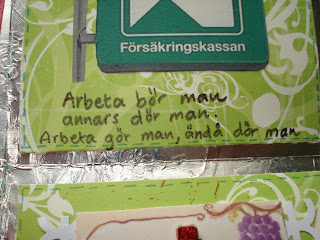 Försäkringskassan
Arbeta bör man
annars dör man.
Arbeta gör man, ändå dör man